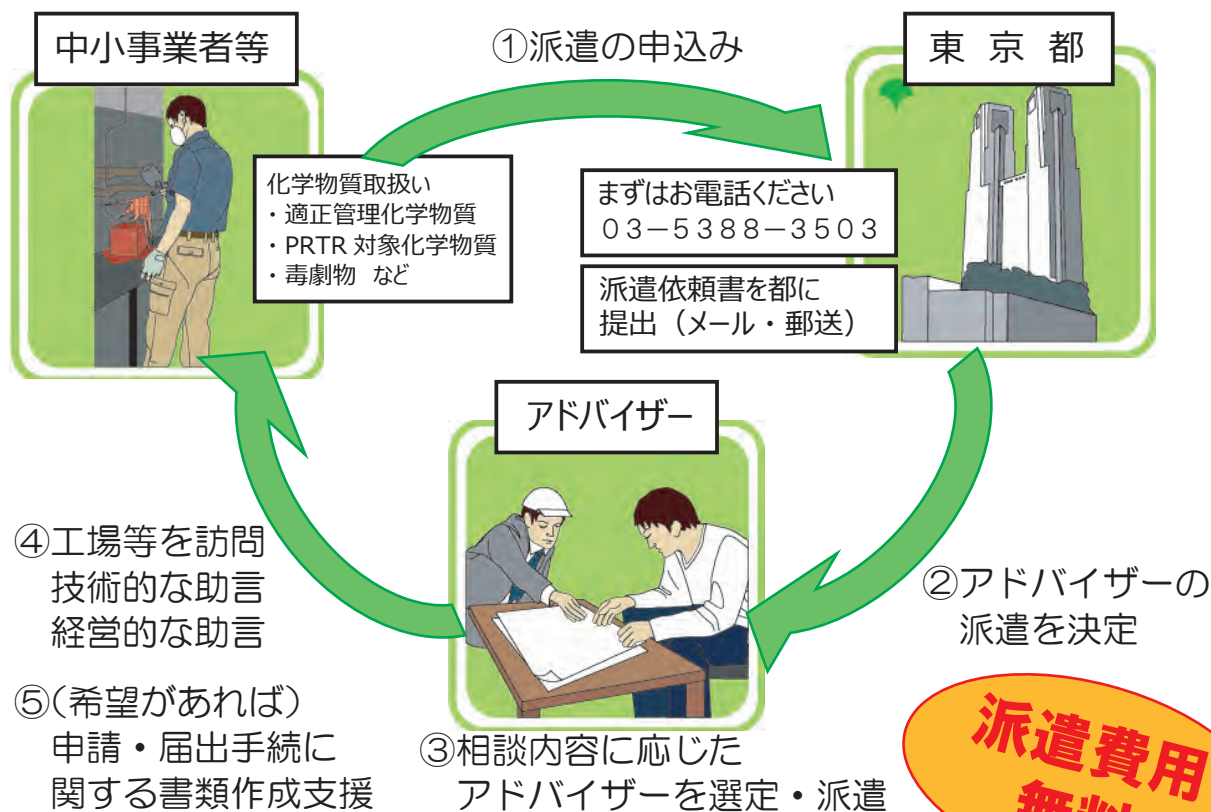 中小事業者等
①派遣の申込み
東 京 都
化学物質取扱い
・適正管理化学物質
・PRTR 対象化学物質
・毒劇物 など
まずはお電話ください
03－5388－3503
派遣依頼書を都に
提出（メール・郵送）
アドバイザー
②アドバイザーの
派遣を決定
③相談内容に応じた
アドバイザーを選定・派遣
④工場等を訪問
技術的な助言
経営的な助言
⑤(希望があれば)
申請・届出手続に
関する書類作成支援
派遣費用
無料